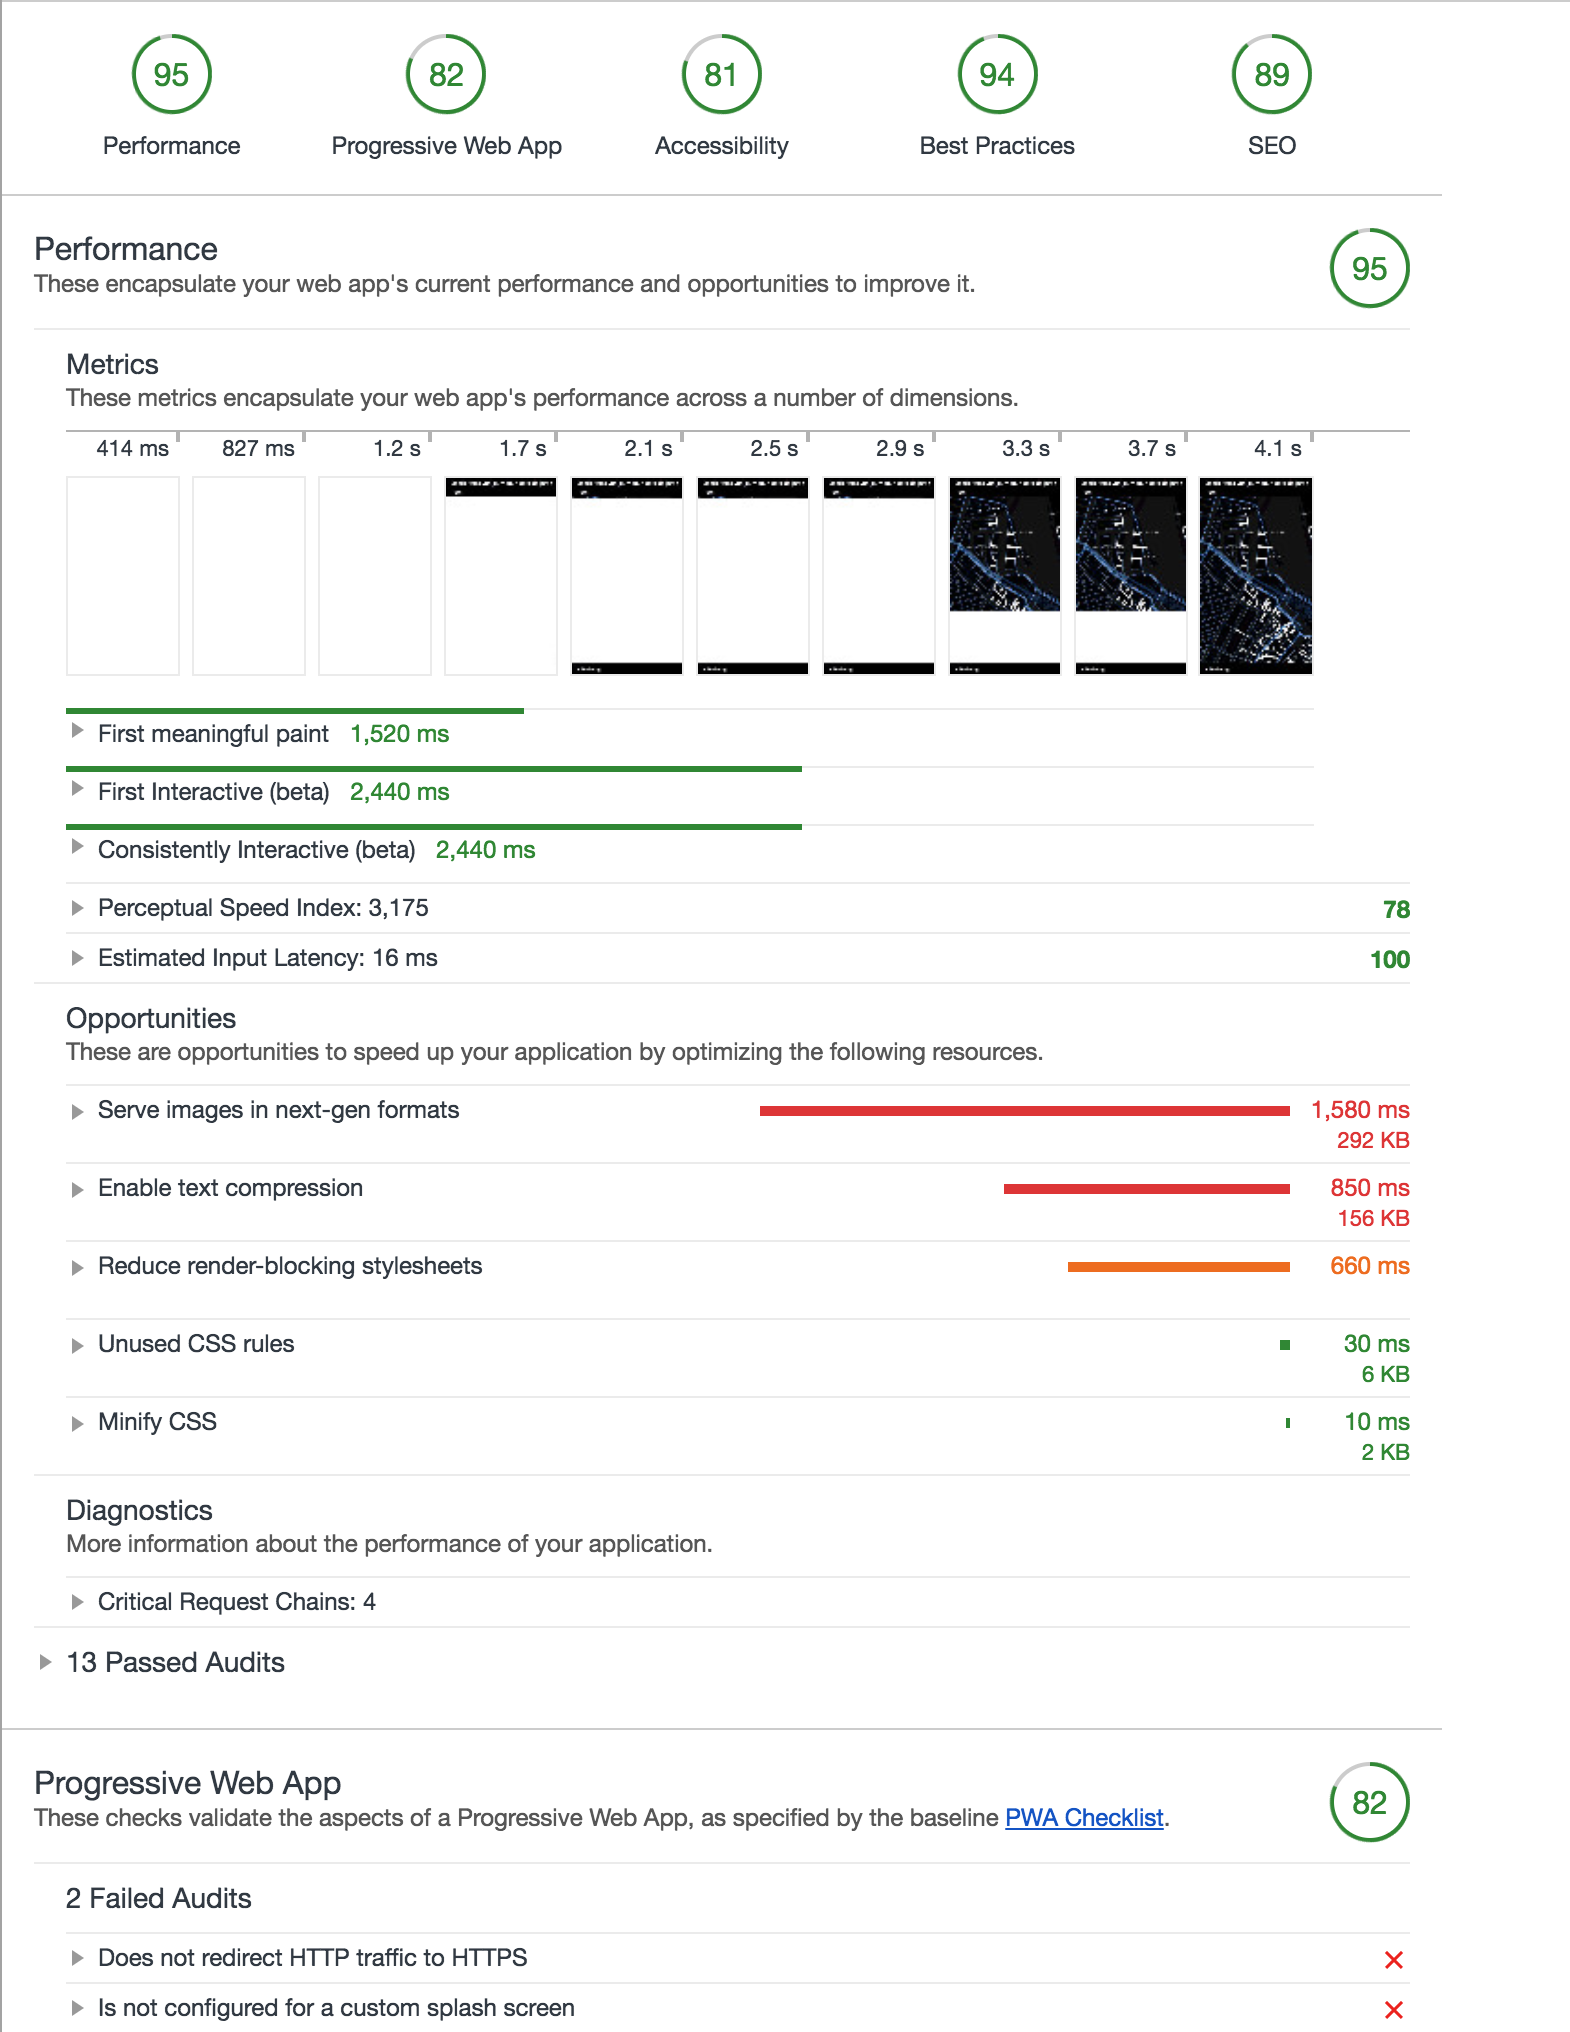 95 82 81 94 89
Performance Progressive Web App Accessibility Best Practices SEO
Performance
These encapsulate your web app's current performance and opportunities to improve it.
95
Metrics
These metrics encapsulate your web app's performance across a number of dimensions.
414 ms 827 ms 1.2 s 1.7 s 2.1 s 2.5 s 2.9 s 3.3 s 3.7 s 4.1 s
First meaningful paint 1,520 ms
First Interactive (beta) 2,440 ms
Consistently Interactive (beta) 2,440 ms
Perceptual Speed Index: 3,175 78
Estimated Input Latency: 16 ms 100
Opportunities
These are opportunities to speed up your application by optimizing the following resources.
Serve images in next-gen formats 1,580 ms
292 KB
Enable text compression 850 ms
156 KB
Reduce render-blocking stylesheets 660 ms
Unused CSS rules 30 ms
6 KB
Minify CSS 10 ms
2 KB
Diagnostics
More information about the performance of your application.
Critical Request Chains: 4
13 Passed Audits
Progressive Web App
These checks validate the aspects of a Progressive Web App, as specified by the baseline PWA Checklist.
82
2 Failed Audits
Does not redirect HTTP traffic to HTTPS
Is not configured for a custom splash screen